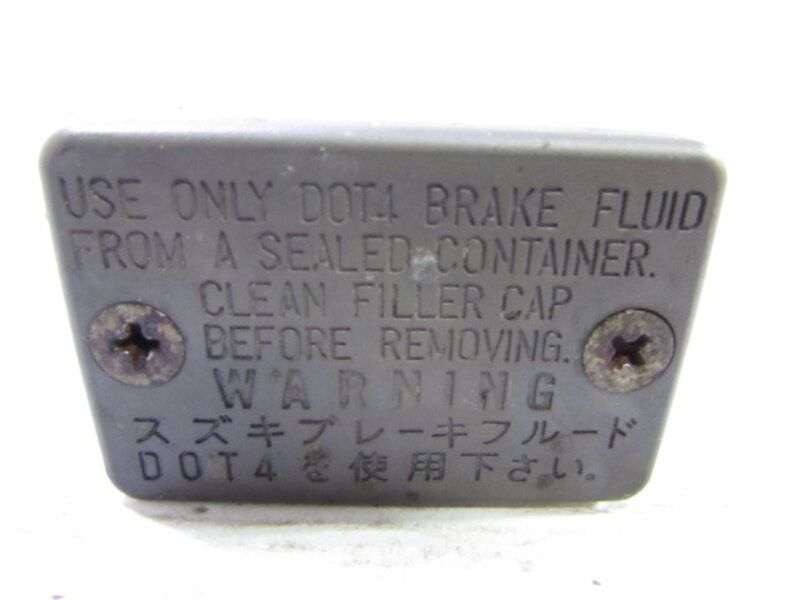 USE ONLY DOT4 BRAKE FLUID
FROM A SEALED CONTAINER.
CLEAN FILLER CAP
BEFORE REMOVING.
WARNING
スズキブレーキフルード
DOT4を使用下さい。